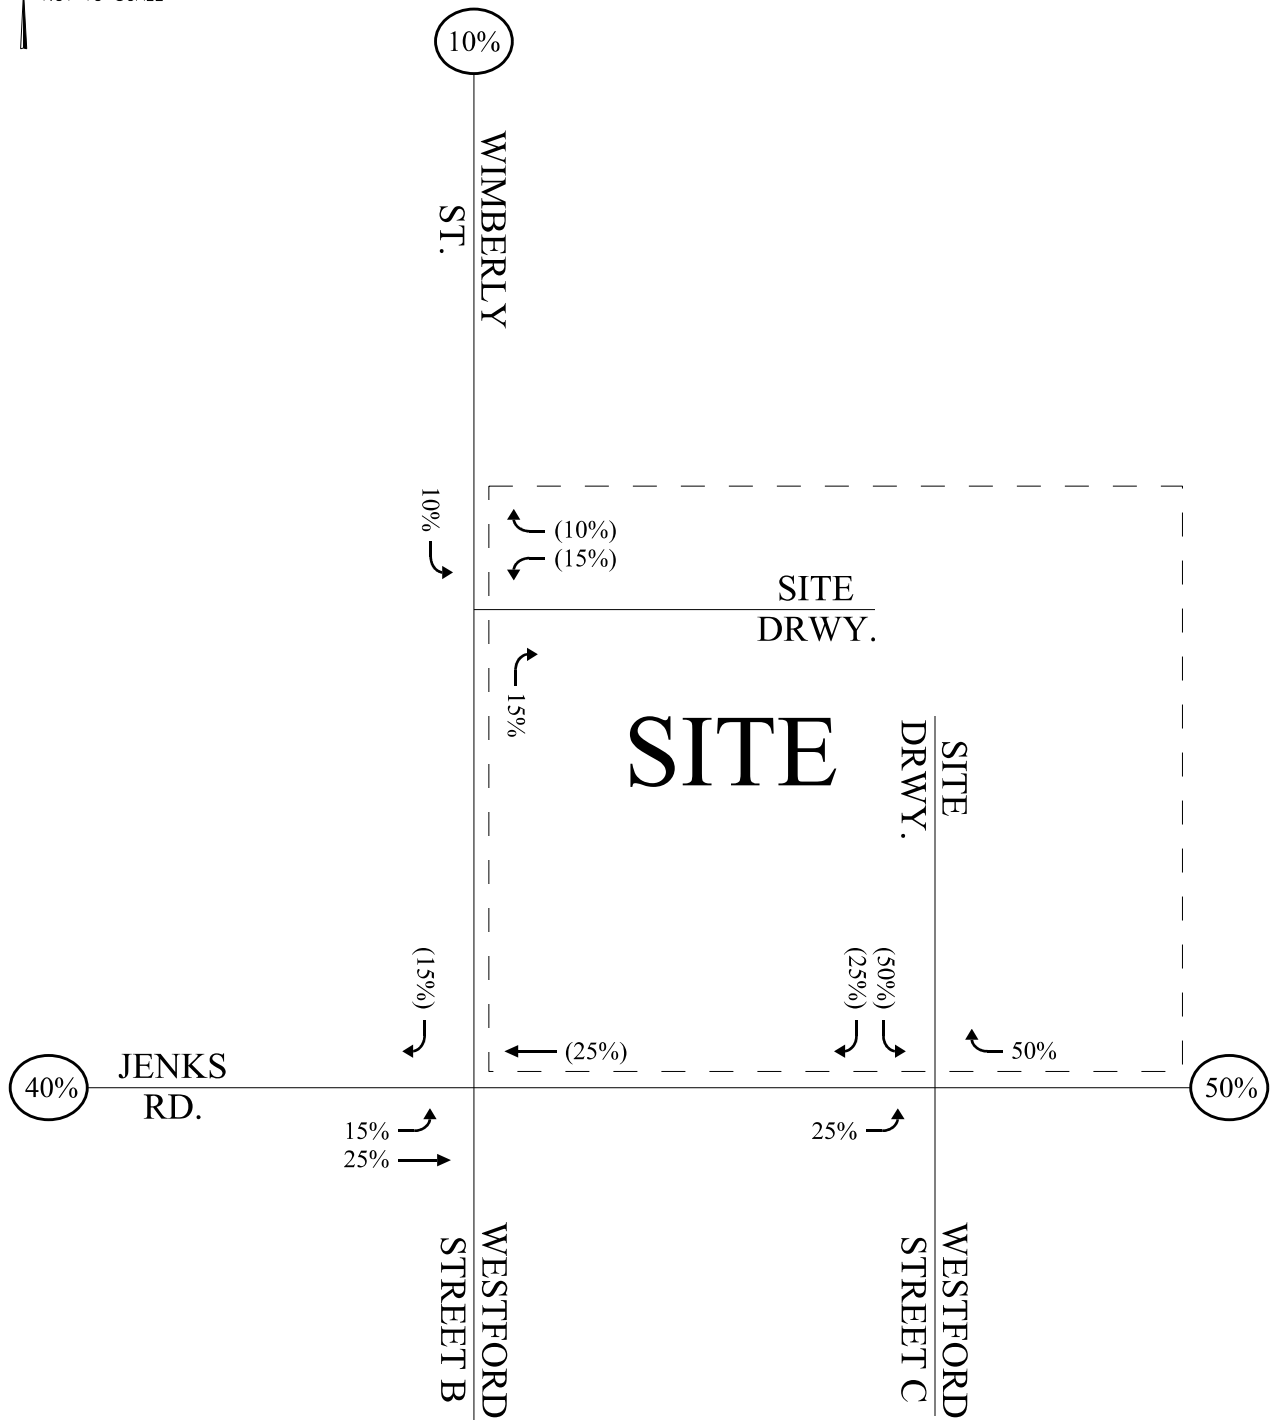 10%
WIMBERLY
ST.
10%
(10%)
(15%)
SITE
DRWY.
15%
SITE
SITE
DRWY.
(15%)
(25%)
(50%)
(25%)
50%
JENKS
RD.
40%
50%
15%
25%
25%
WESTFORD
STREET B
WESTFORD
STREET C